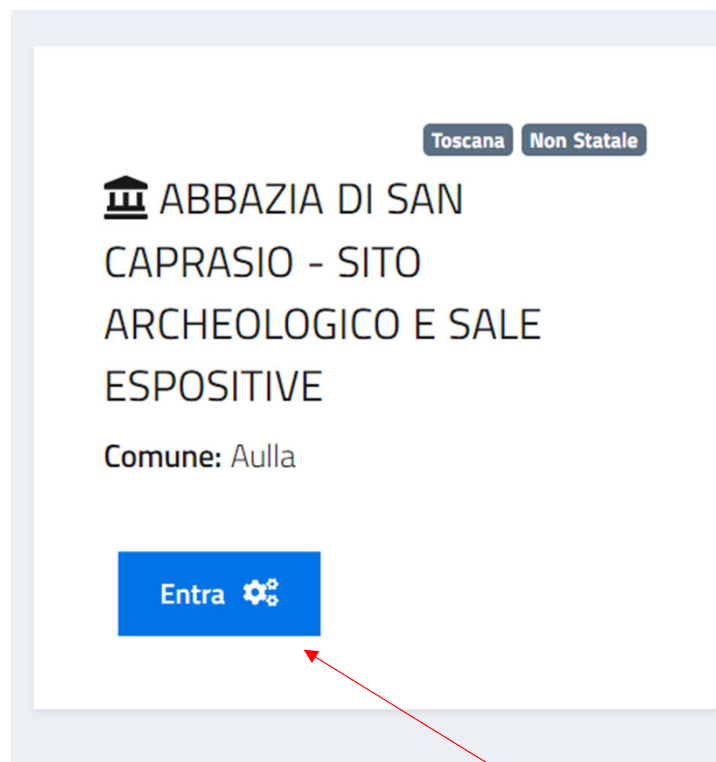 Toscana Non Statale
ABBAZIA DI SAN
CAPRASIO - SITO
ARCHEOLOGICO E SALE
ESPOSITIVE
Comune: Aulla
Entra